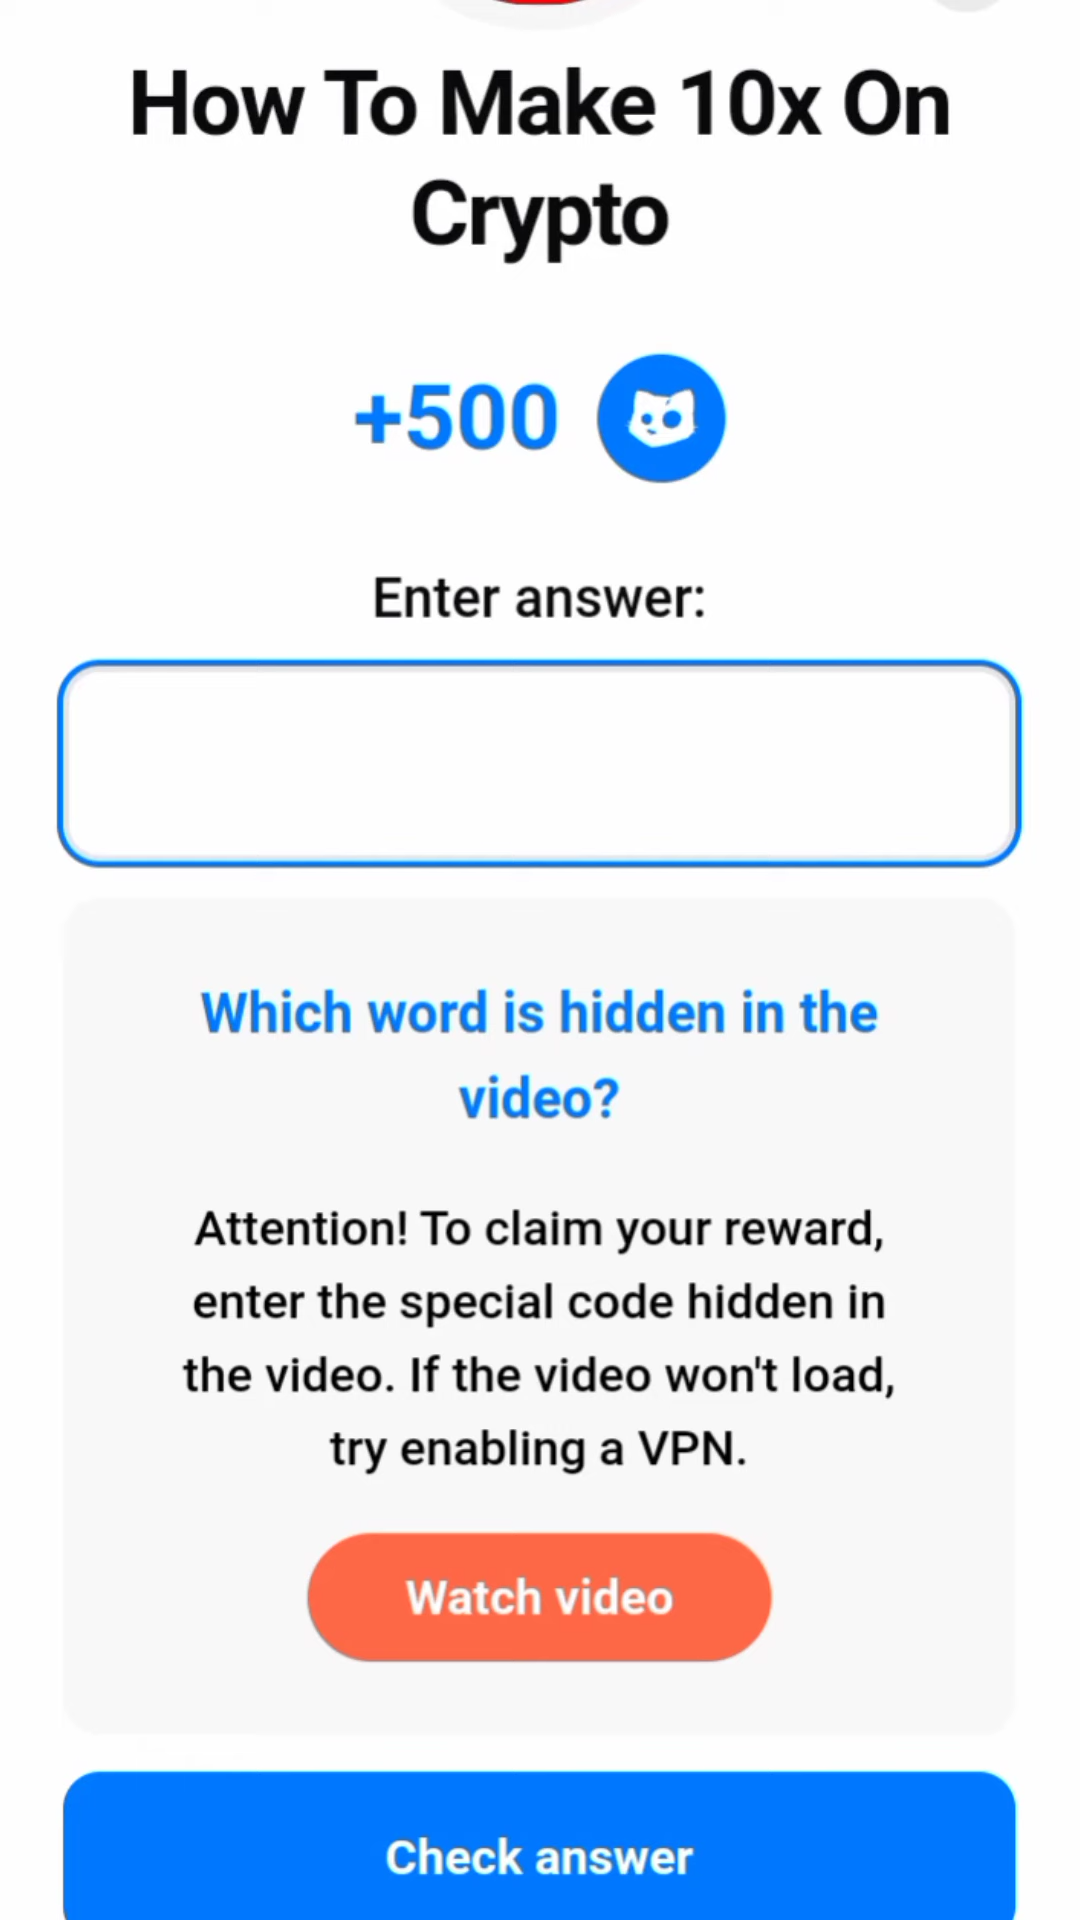 How To Make 10x On
Crypto
+500
Enter answer:
Which word is hidden in the
video?
Attention! To claim your reward,
enter the special code hidden in
the video. If the video won't load,
try enabling a VPN.
Watch video
Check answer